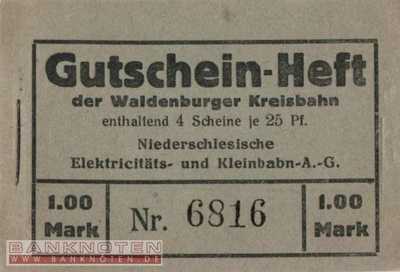 Gutschein-Heft
der Waldenburger Kreisbahn
enthaltend 4 Scheine je 25 Pf.
Niederschlesische
Elektricitäts- und Kleinbahn-A.-G.
1.00 Mark
Nr. 6816
1.00 Mark
BANKNOTEN
WWW.BANKNOTEN.DE